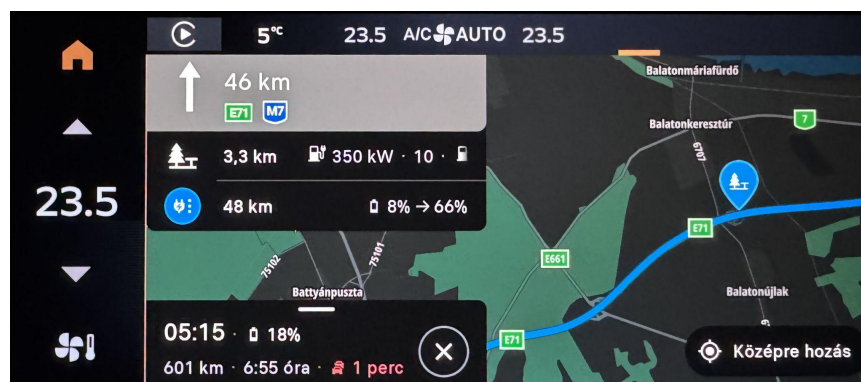 5°C 23.5 A/C AUTO 23.5
46 km
E71 M7
3,3 km 350 kW · 10 ·
48 km 8% → 66%
23.5
05:15 · 18%
601 km · 6:55 óra · 1 perc
Balatonmáriafürdő
Balatonkeresztúr
7
6707
E71
E661
75102
75101
Battyánpuszta
Balatonújlak
E71
Középre hozás